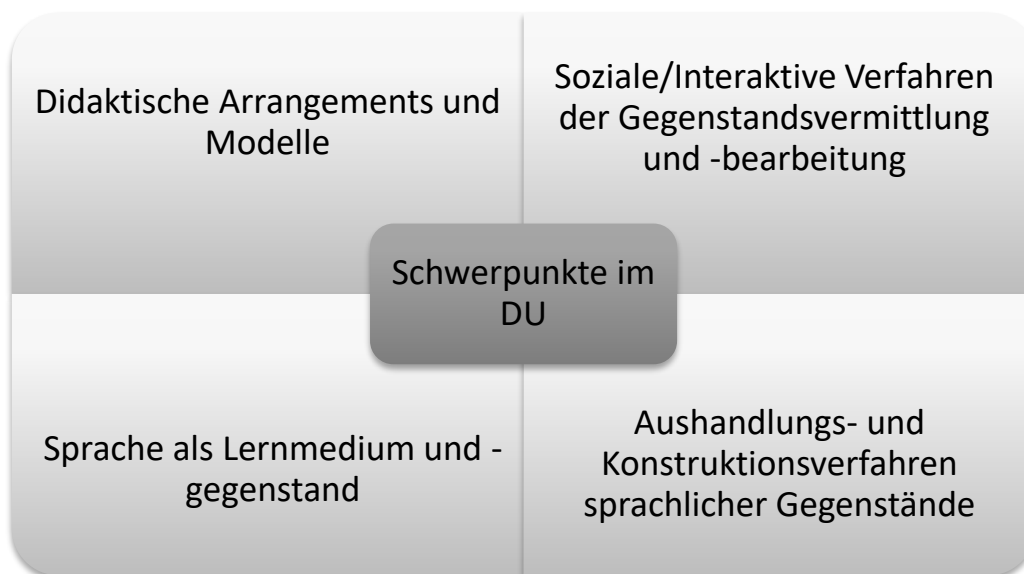 Didaktische Arrangements und
Modelle
Soziale/Interaktive Verfahren
der Gegenstandsvermittlung
und -bearbeitung
Schwerpunkte im
DU
Sprache als Lernmedium und -
gegenstand
Aushandlungs- und
Konstruktionsverfahren
sprachlicher Gegenstände